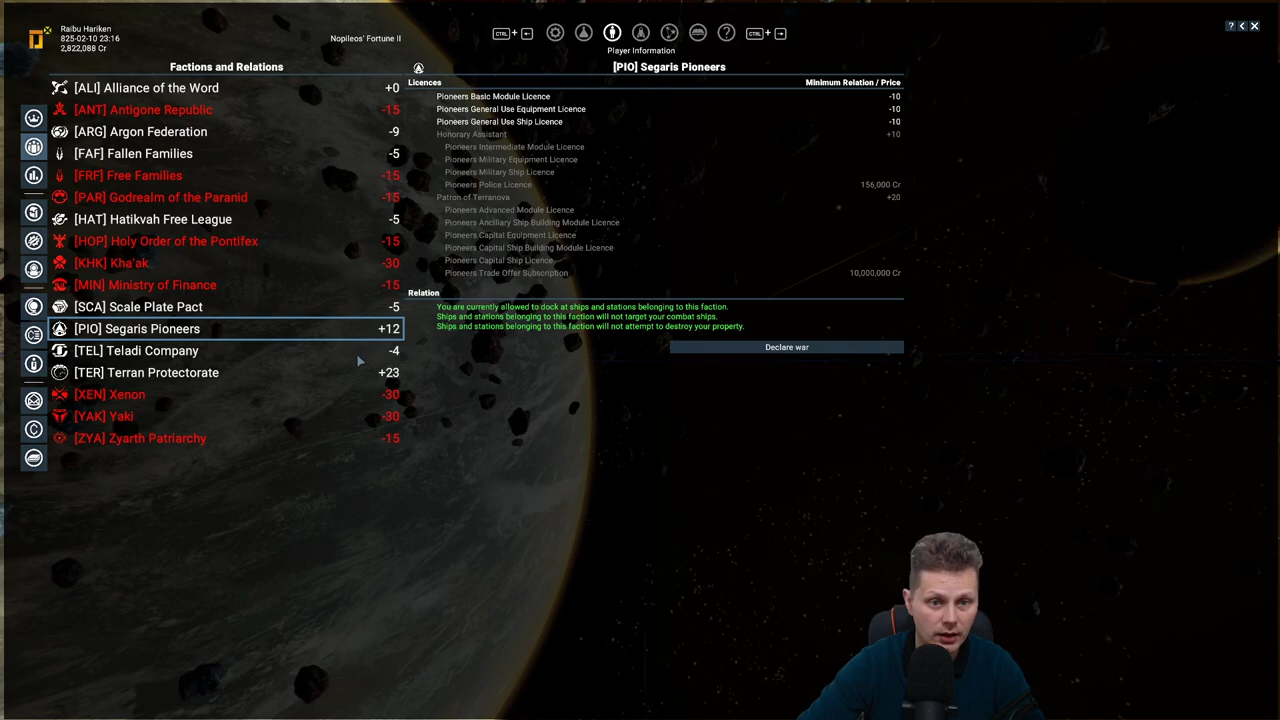 Raibu Hariken
825-02-10 23:16
2,822,088 Cr
Nopileos' Fortune II
CTRL + ←
?
CTRL + →
Player Information
? < X
Factions and Relations
[ALI] Alliance of the Word +0
[ANT] Antigone Republic -15
[ARG] Argon Federation -9
[FAF] Fallen Families -5
[FRF] Free Families -15
[PAR] Godrealm of the Paranid -15
[HAT] Hatikvah Free League -5
[HOP] Holy Order of the Pontifex -15
[KHK] Kha'ak -30
[MIN] Ministry of Finance -15
[SCA] Scale Plate Pact -5
[PIO] Segaris Pioneers +12
[TEL] Teladi Company -4
[TER] Terran Protectorate +23
[XEN] Xenon -30
[YAK] Yaki -30
[ZYA] Zyarth Patriarchy -15
[PIO] Segaris Pioneers
Licences Minimum Relation / Price
Pioneers Basic Module Licence -10
Pioneers General Use Equipment Licence -10
Pioneers General Use Ship Licence -10
Honorary Assistant +10
Pioneers Intermediate Module Licence
Pioneers Military Equipment Licence
Pioneers Military Ship Licence
Pioneers Police Licence 156,000 Cr
Patron of Terranova +20
Pioneers Advanced Module Licence
Pioneers Ancillary Ship Building Module Licence
Pioneers Capital Equipment Licence
Pioneers Capital Ship Building Module Licence
Pioneers Capital Ship Licence
Pioneers Trade Offer Subscription 10,000,000 Cr
Relation
You are currently allowed to dock at ships and stations belonging to this faction.
Ships and stations belonging to this faction will not target your combat ships.
Ships and stations belonging to this faction will not attempt to destroy your property.
Declare war